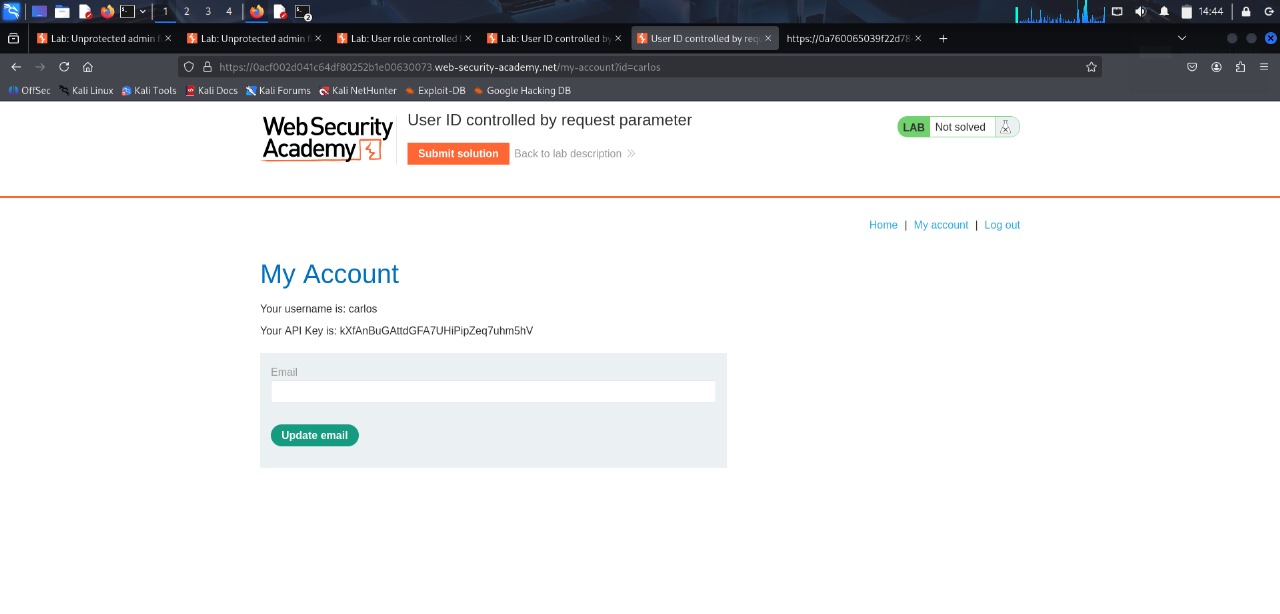 1 2 3 4 2 14:44
Lab: Unprotected admin f Lab: Unprotected admin f Lab: User role controlled Lab: User ID controlled by User ID controlled by requ https://0a760065039f22d78
https://0acf002d041c64df80252b1e00630073.web-security-academy.net/my-account?id=carlos
OffSec Kali Linux Kali Tools Kali Docs Kali Forums Kali NetHunter Exploit-DB Google Hacking DB
WebSecurity
Academy
User ID controlled by request parameter
LAB Not solved
Submit solution Back to lab description
Home | My account | Log out
My Account
Your username is: carlos
Your API Key is: kXfAnBuGAttdGFA7UHiPipZeq7uhm5hV
Email
Update email